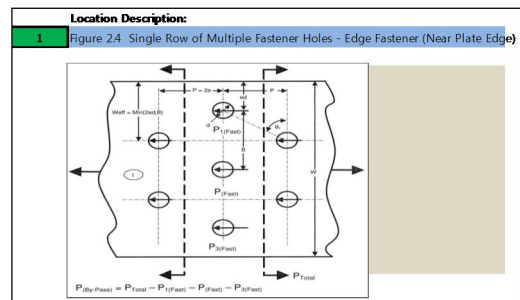 Location Description:
1 Figure 2.4 Single Row of Multiple Fastener Holes - Edge Fastener (Near Plate Edge)
P = 2e P
ed
Weff = Min(2ed,B)
d θ₁
P1(Fast)
B
W
t
P(Fast)
P3(Fast)
PTotal
P(By-Pass) = PTotal – P1(Fast) – P(Fast) – P3(Fast)